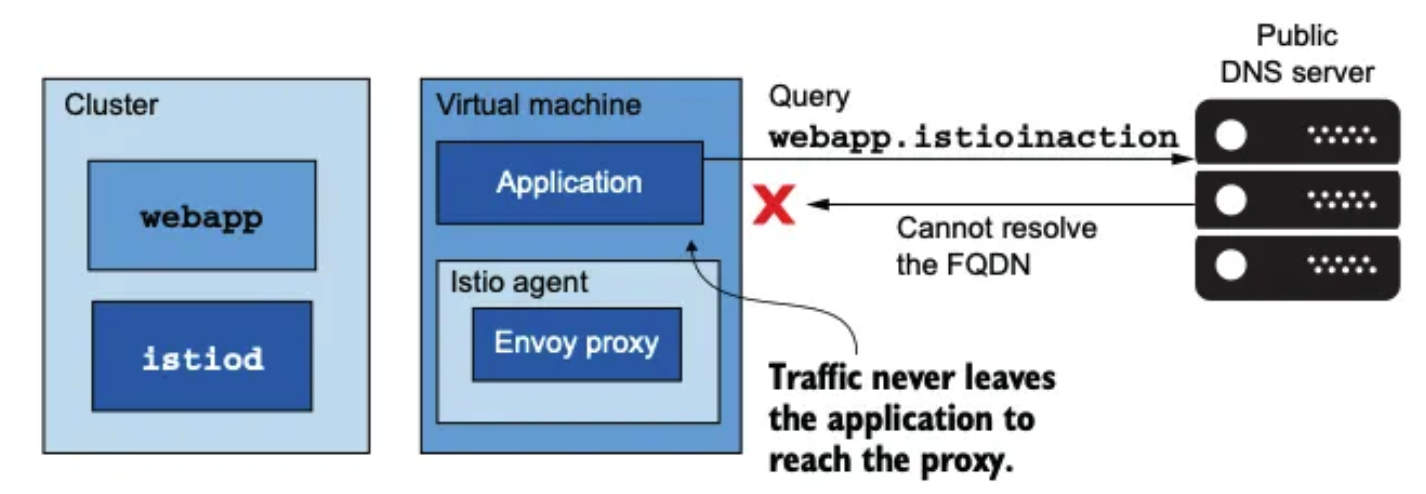 Cluster
webapp
istiod
Virtual machine
Application
Istio agent
Envoy proxy
Query
webapp.istioinaction
Cannot resolve
the FQDN
Traffic never leaves
the application to
reach the proxy.
Public
DNS server